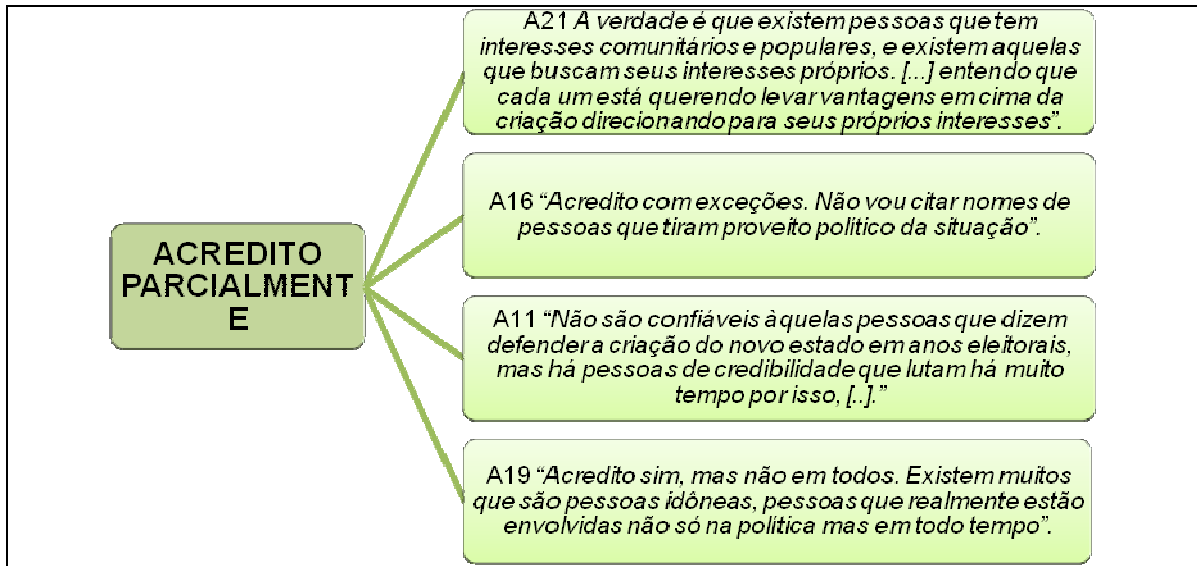 ACREDITO
PARCIALMENT
E
A21 A verdade é que existem pessoas que tem
interesses comunitários e populares, e existem aquelas
que buscam seus interesses próprios. [...] entendo que
cada um está querendo levar vantagens em cima da
criação direcionando para seus próprios interesses”.
A16 “Acredito com exceções. Não vou citar nomes de
pessoas que tiram proveito político da situação”.
A11 “Não são confiáveis àquelas pessoas que dizem
defender a criação do novo estado em anos eleitorais,
mas há pessoas de credibilidade que lutam há muito
tempo por isso, [..].”
A19 “Acredito sim, mas não em todos. Existem muitos
que são pessoas idôneas, pessoas que realmente estão
envolvidas não só na política mas em todo tempo”.